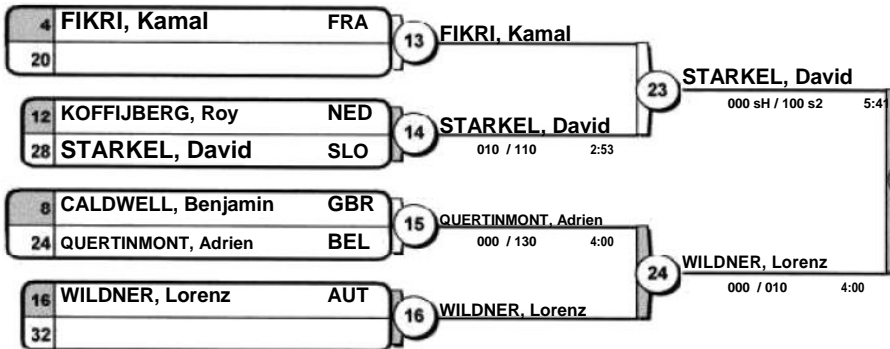 4 FIKRI, Kamal FRA
20
13
FIKRI, Kamal
12 KOFFIJBERG, Roy NED
28 STARKEL, David SLO
14
STARKEL, David
010 / 110 2:53
23
STARKEL, David
000 sH / 100 s2 5:41
8 CALDWELL, Benjamin GBR
24 QUERTINMONT, Adrien BEL
15
QUERTINMONT, Adrien
000 / 130 4:00
16 WILDNER, Lorenz AUT
32
16
WILDNER, Lorenz
24
WILDNER, Lorenz
000 / 010 4:00